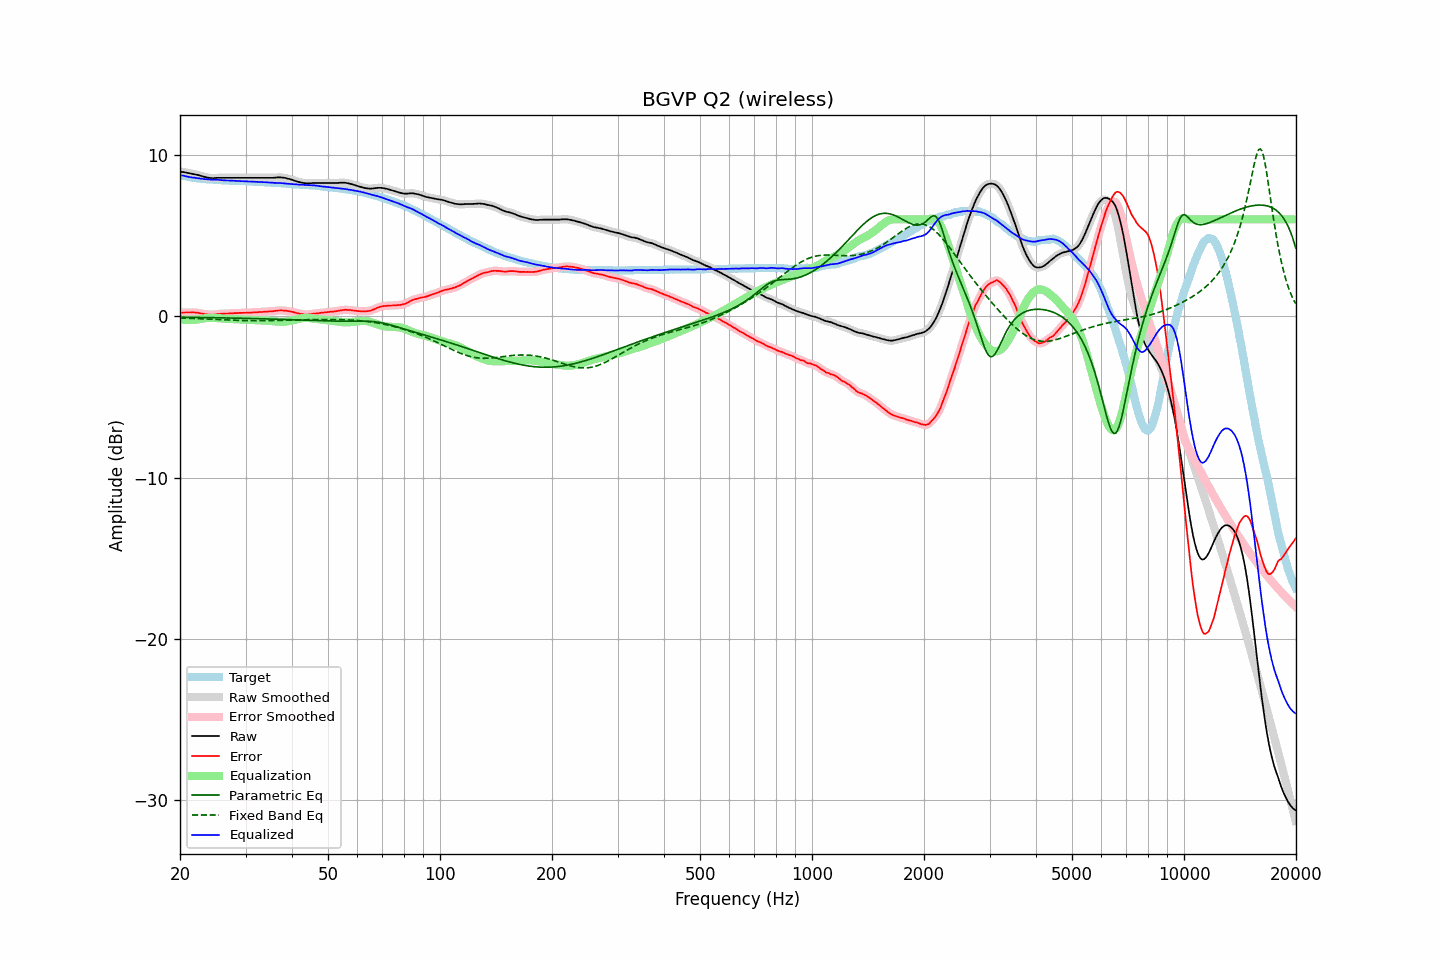 BGVP Q2 (wireless)
10
0
−10
−20
−30
Amplitude (dBr)
Target
Raw Smoothed
Error Smoothed
Raw
Error
Equalization
Parametric Eq
Fixed Band Eq
Equalized
20 50 100 200 500 1000 2000 5000 10000 20000
Frequency (Hz)